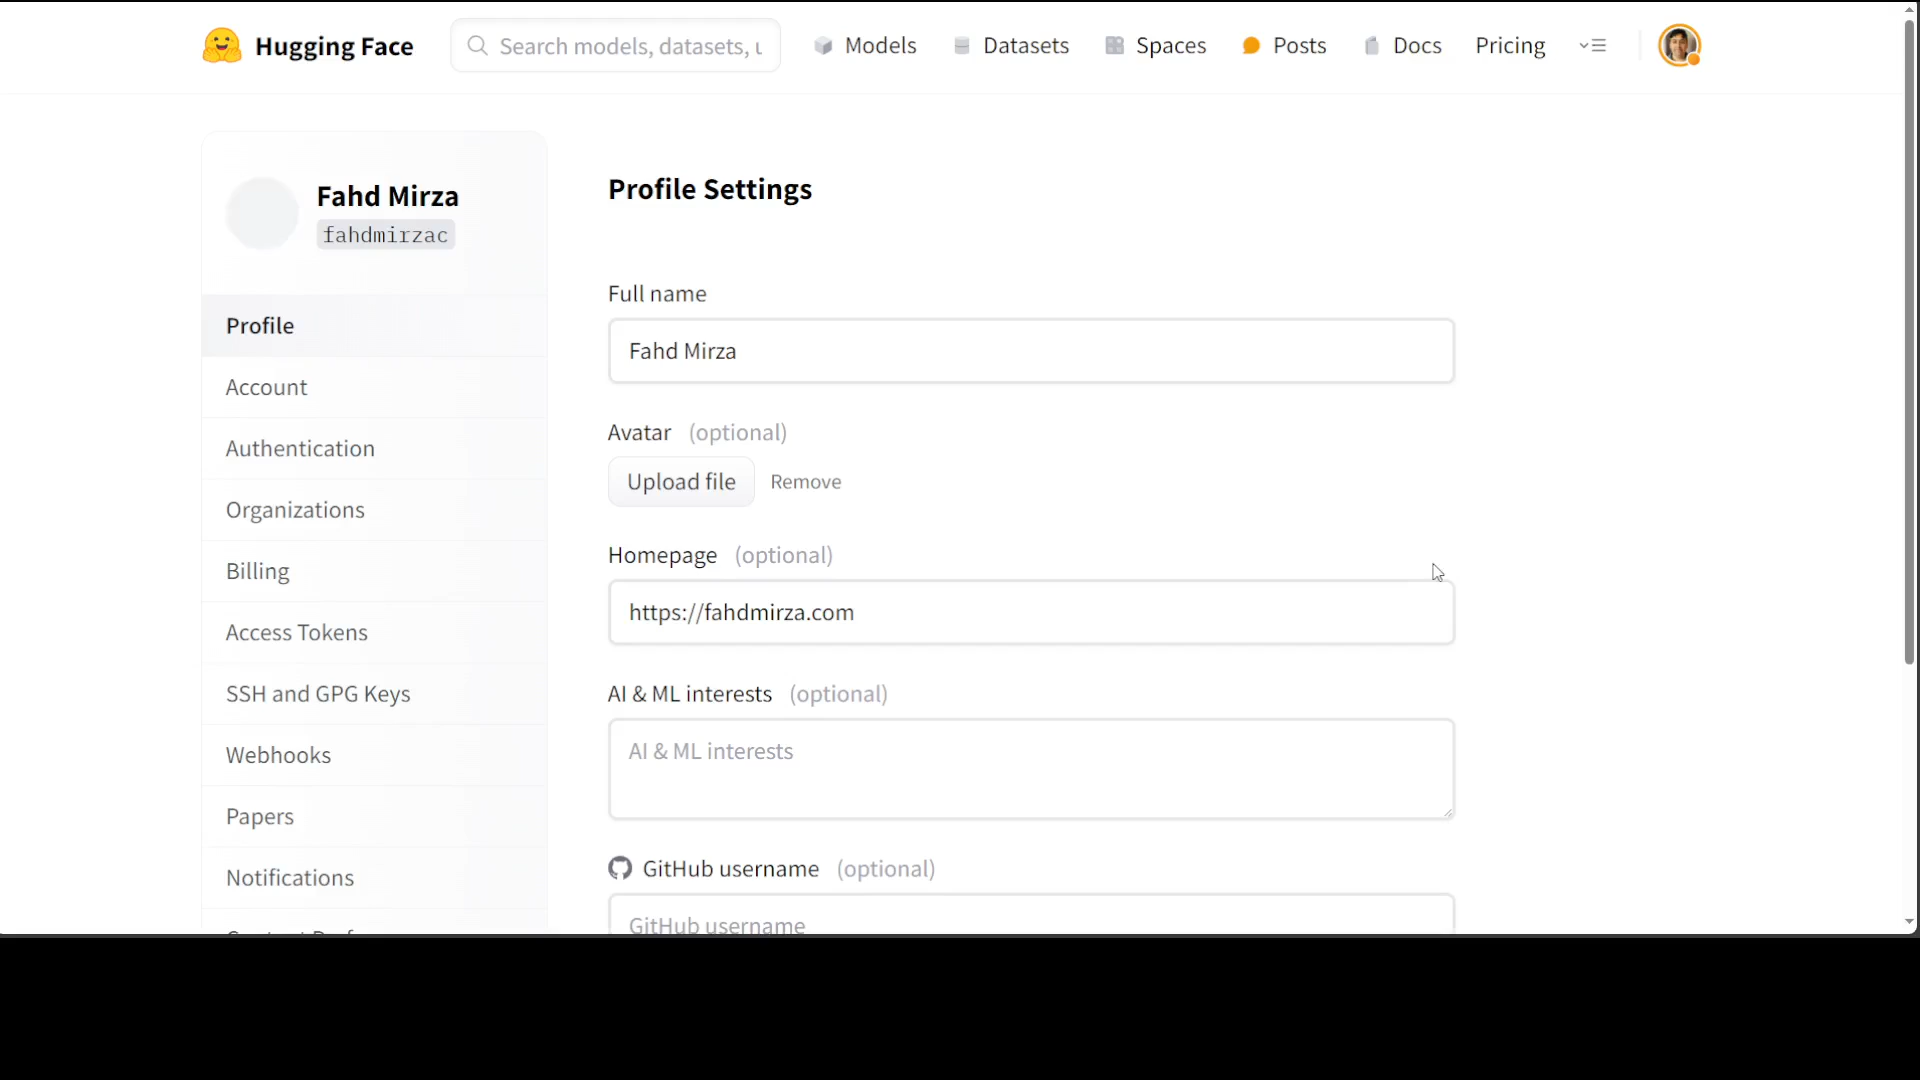 Hugging Face
Search models, datasets, u
Models
Datasets
Spaces
Posts
Docs
Pricing
Fahd Mirza
fahdmirzac
Profile
Account
Authentication
Organizations
Billing
Access Tokens
SSH and GPG Keys
Webhooks
Papers
Notifications
Profile Settings
Full name
Fahd Mirza
Avatar (optional)
Upload file Remove
Homepage (optional)
https://fahdmirza.com
AI & ML interests (optional)
AI & ML interests
GitHub username (optional)
GitHub username